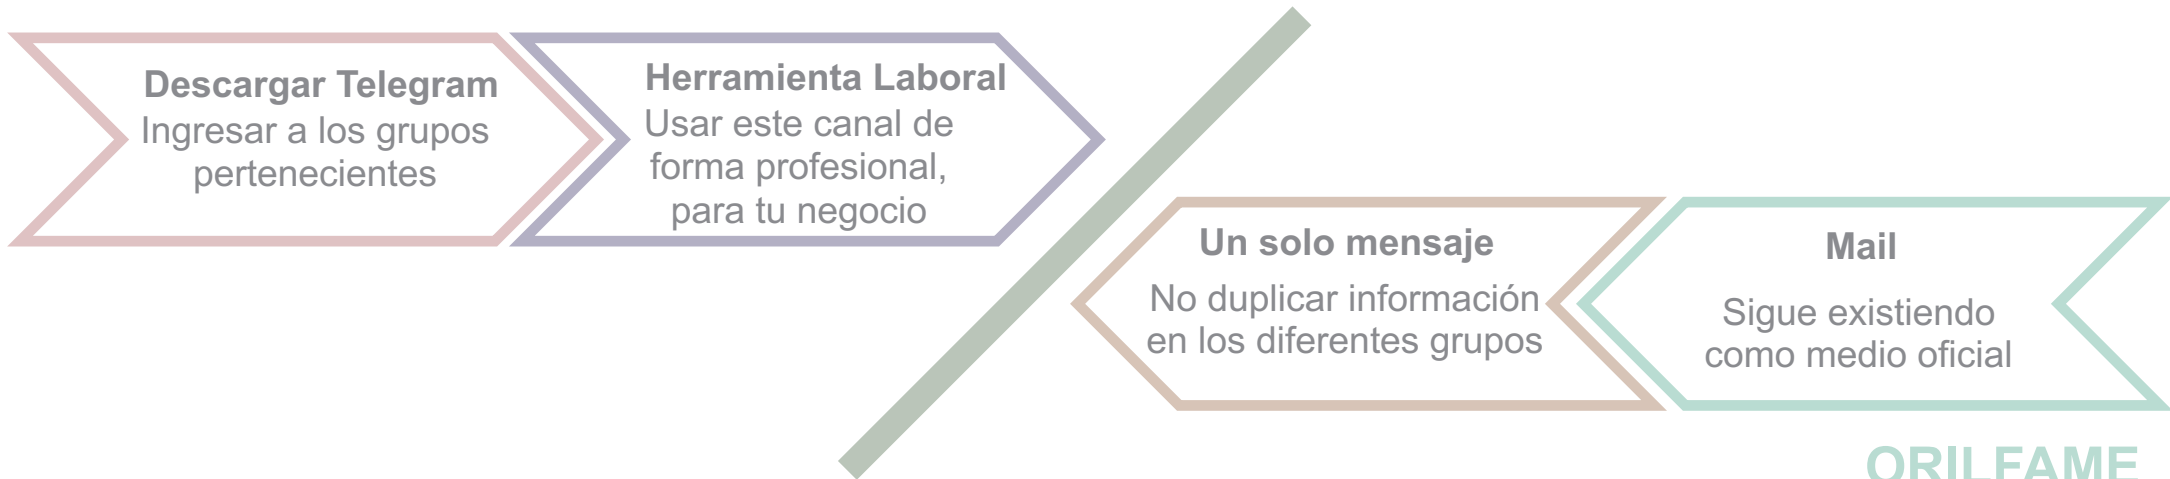 Descargar Telegram
Ingresar a los grupos
pertenecientes
Herramienta Laboral
Usar este canal de
forma profesional,
para tu negocio
Un solo mensaje
No duplicar información
en los diferentes grupos
Mail
Sigue existiendo
como medio oficial
ORILFAME